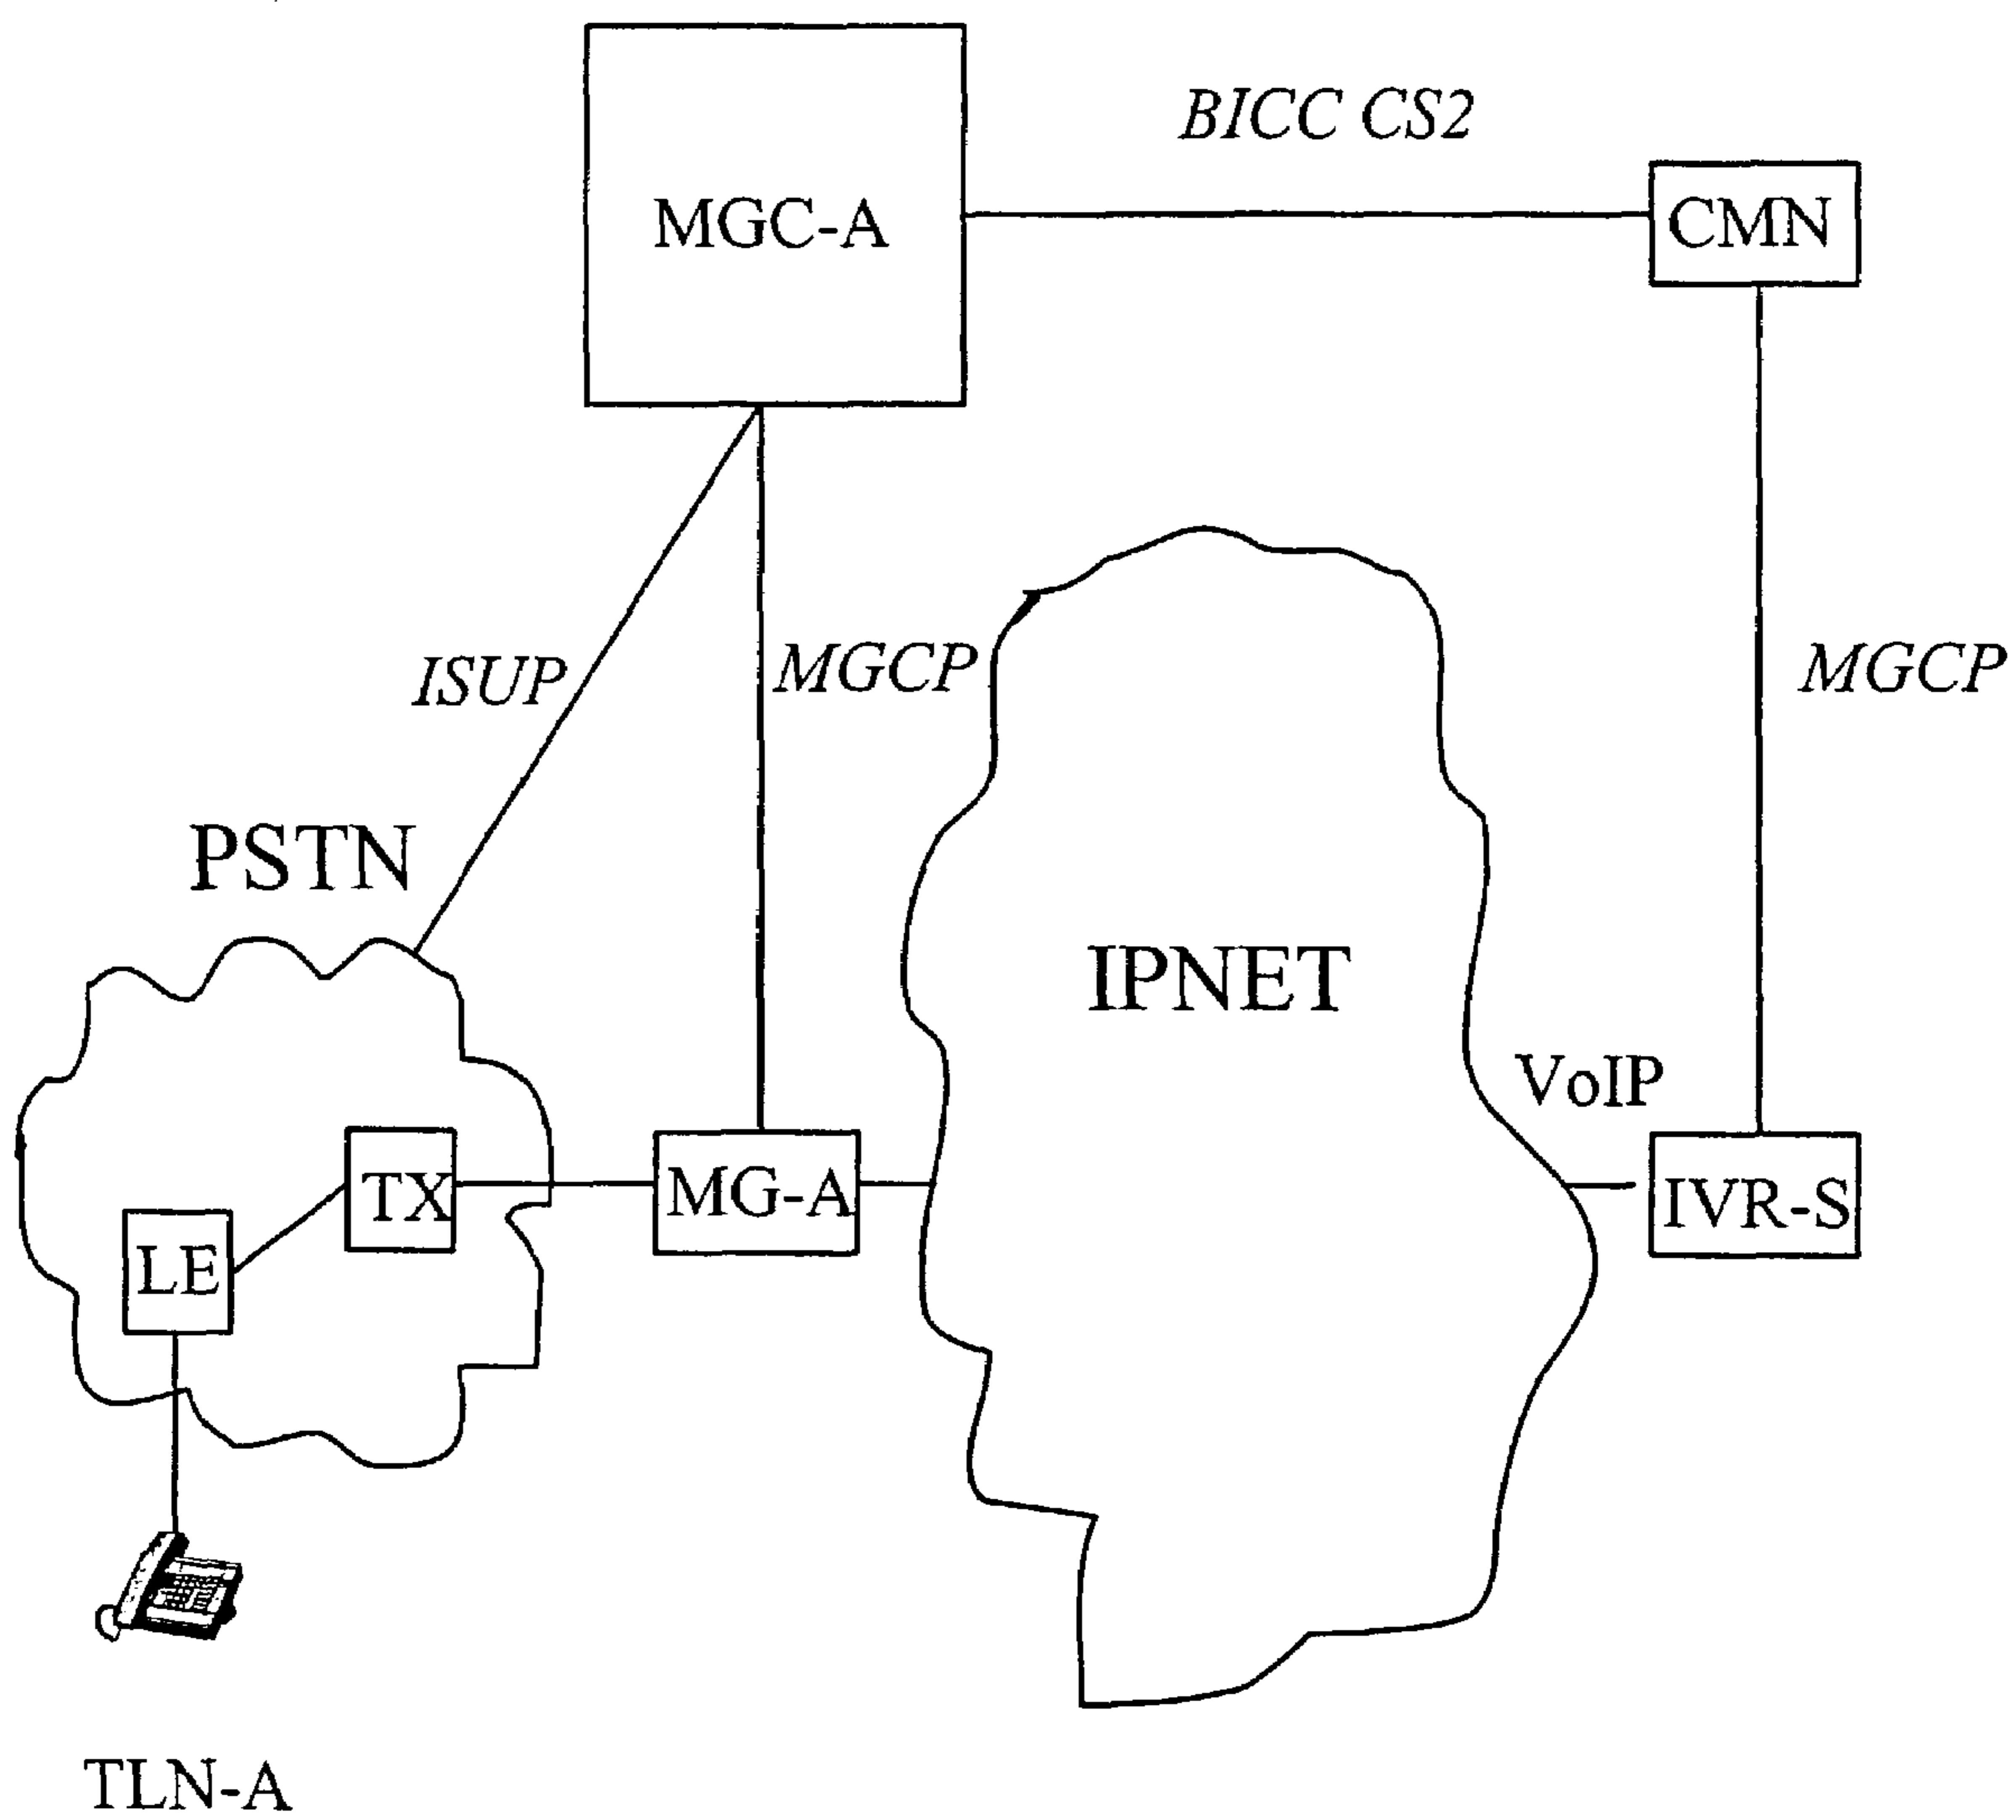 BICC CS2
MGC-A
CMN
ISUP
MGCP
MGCP
PSTN
IPNET
VoIP
TX
MG-A
IVR-S
LE
TLN-A